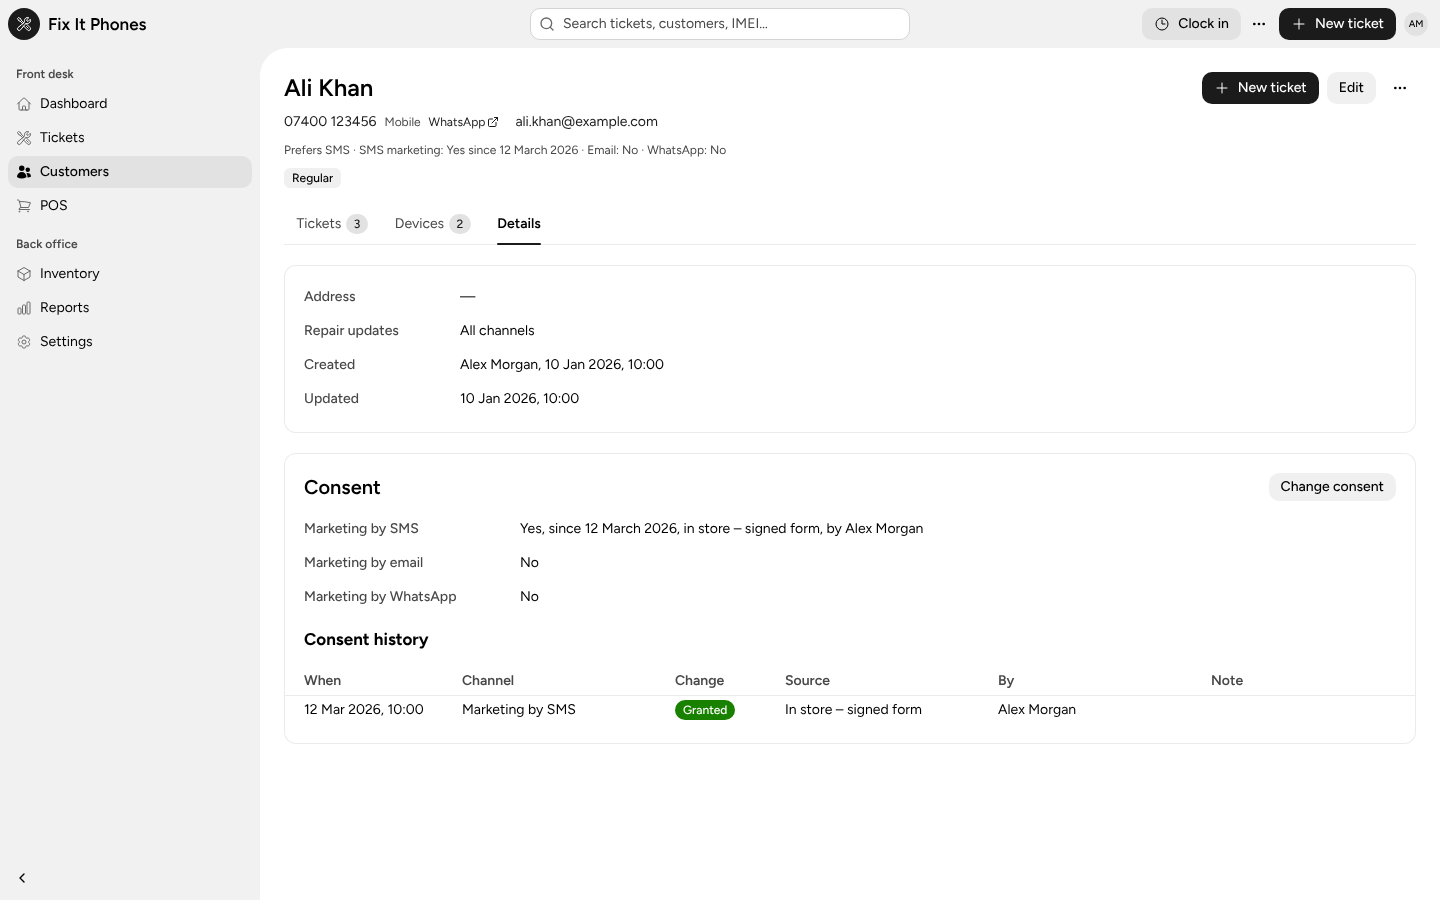 Fix It Phones
Search tickets, customers, IMEI...
Clock in
New ticket
AM
Front desk
Dashboard
Tickets
Customers
POS
Back office
Inventory
Reports
Settings
Ali Khan
New ticket
Edit
07400 123456 Mobile WhatsApp ali.khan@example.com
Prefers SMS · SMS marketing: Yes since 12 March 2026 · Email: No · WhatsApp: No
Regular
Tickets 3 Devices 2 Details
Address —
Repair updates All channels
Created Alex Morgan, 10 Jan 2026, 10:00
Updated 10 Jan 2026, 10:00
Consent
Change consent
Marketing by SMS Yes, since 12 March 2026, in store – signed form, by Alex Morgan
Marketing by email No
Marketing by WhatsApp No
Consent history
When Channel Change Source By Note
12 Mar 2026, 10:00 Marketing by SMS Granted In store – signed form Alex Morgan